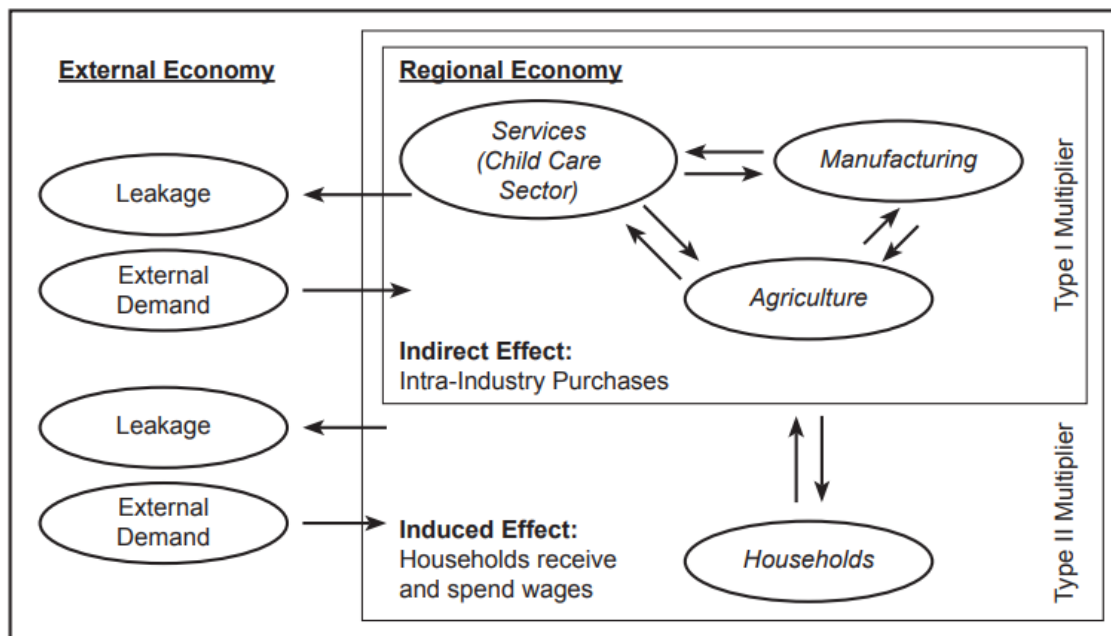 External Economy
Regional Economy
Services
(Child Care
Sector)
Manufacturing
Agriculture
Leakage
External
Demand
Indirect Effect:
Intra-Industry Purchases
Type I Multiplier
Leakage
External
Demand
Induced Effect:
Households receive
and spend wages
Households
Type II Multiplier